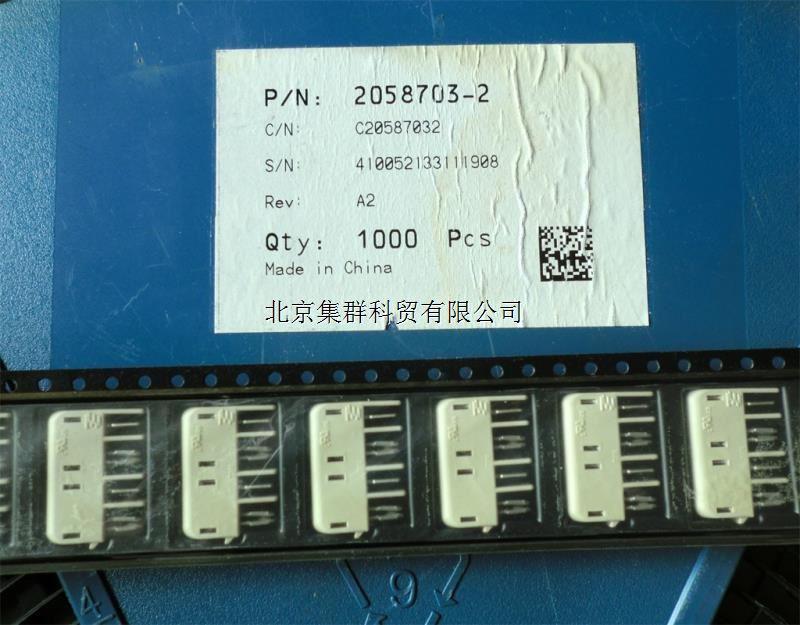 P/N: 2058703-2
C/N: C20587032
S/N: 410052133111908
Rev: A2
Qty: 1000 Pcs
Made in China
北京集群科贸有限公司
4
9